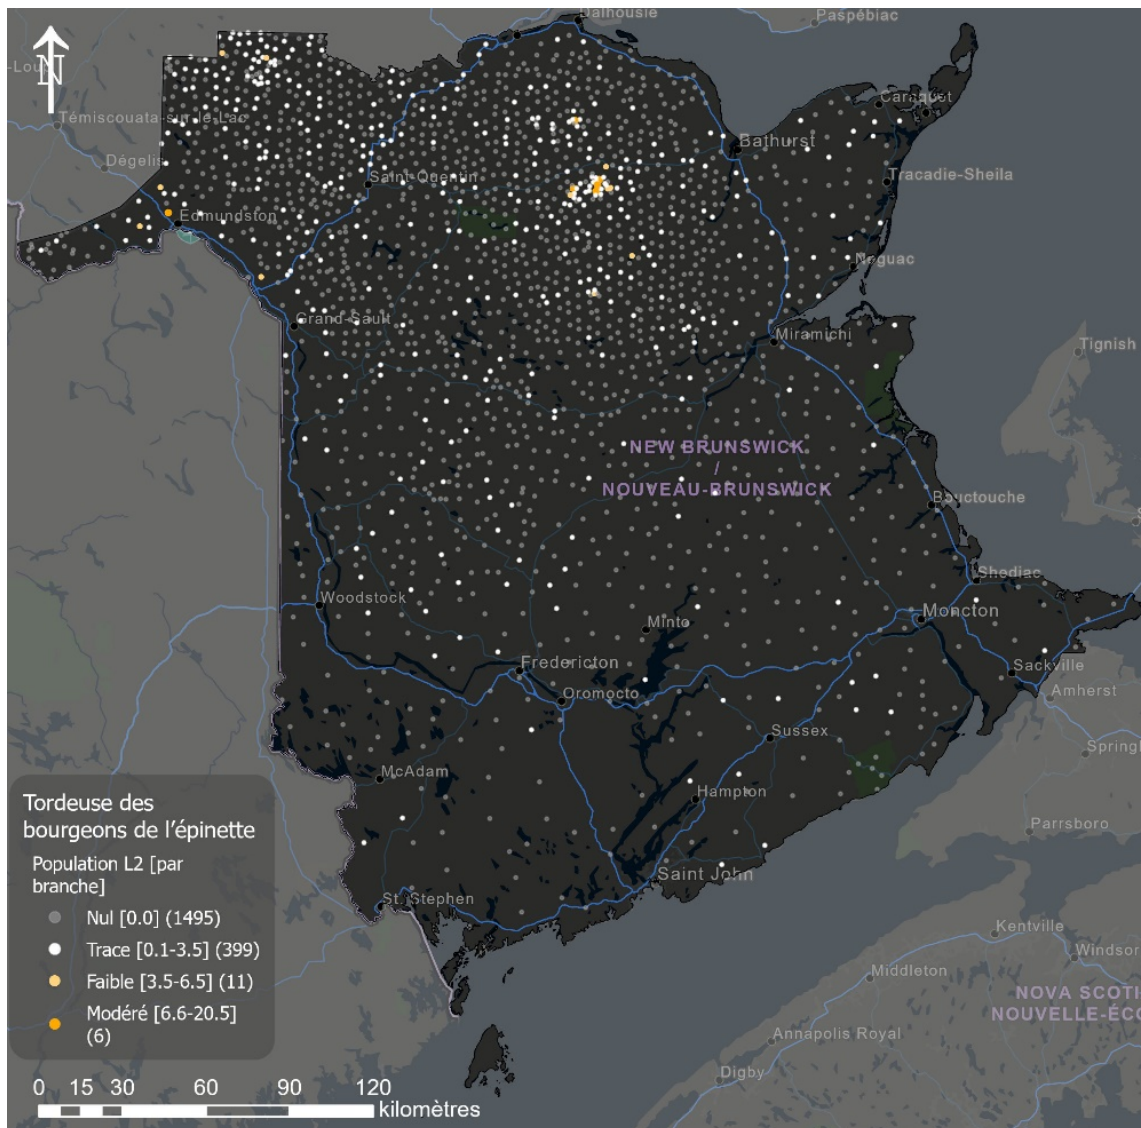 Dalhousie
Paspébiac
N
-Lou
Témiscouata-sur-le-Lac
Caraquet
Bathurst
Dégelis
Saint-Quentin
Tracadie-Sheila
Edmundston
Neguac
Grand-Sault
Miramichi
Tignish
NEW BRUNSWICK
/
NOUVEAU-BRUNSWICK
Bouctouche
Shediac
Woodstock
Moncton
Minto
Fredericton
Sackville
Oromocto
Amherst
Sussex
Springh
McAdam
Hampton
Parrsboro
Saint John
St. Stephen
Kentville
Windsor
Middleton
NOVA SCOTI
NOUVELLE-ÉCO
Annapolis Royal
Digby
Tordeuse des
bourgeons de l'épinette
Population L2 [par
branche]
Nul [0.0] (1495)
Trace [0.1-3.5] (399)
Faible [3.5-6.5] (11)
Modéré [6.6-20.5]
(6)
0 15 30 60 90 120
kilomètres